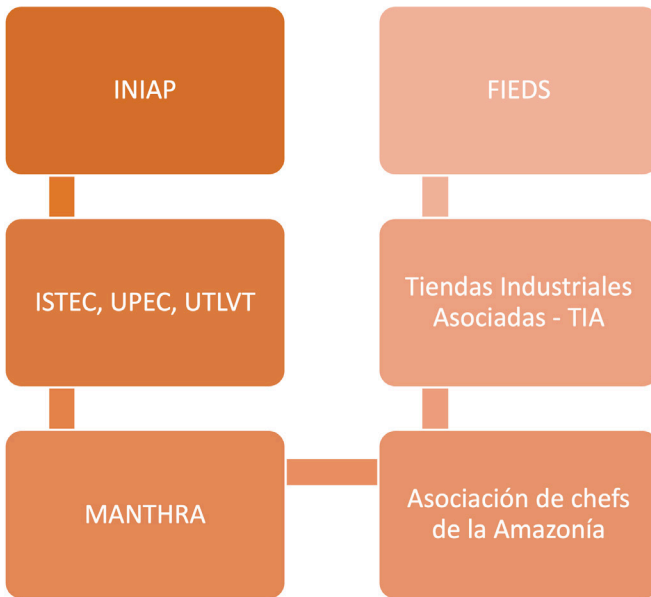 INIAP
ISTEC, UPEC, UTLVT
MANTHRA
Asociación de chefs
de la Amazonía
Tiendas Industriales
Asociadas - TIA
FIEDS